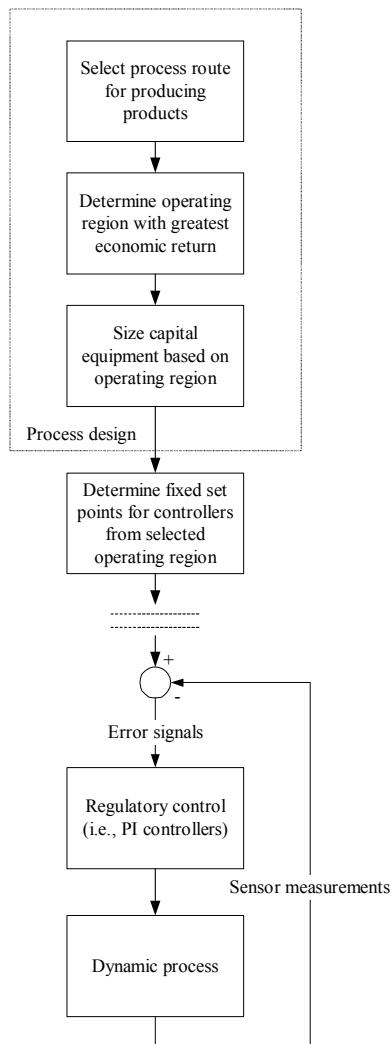 Select process route
for producing
products
Determine operating
region with greatest
economic return
Size capital
equipment based on
operating region
Process design
Determine fixed set
points for controllers
from selected
operating region
+
-
Error signals
Regulatory control
(i.e., PI controllers)
Sensor measurements
Dynamic process